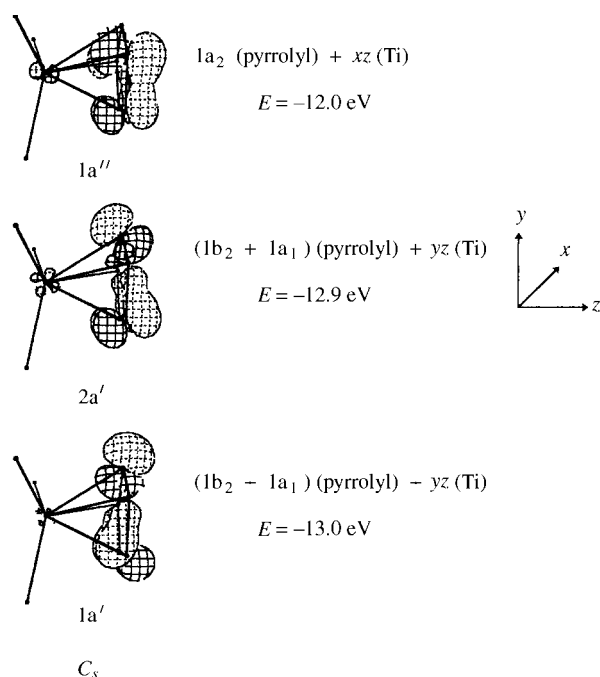 1a₂ (pyrrolyl) + xz (Ti)
E = –12.0 eV
1a″
(1b₂ + 1a₁) (pyrrolyl) + yz (Ti)
E = –12.9 eV
y
x
z
2a′
(1b₂ − 1a₁) (pyrrolyl) − yz (Ti)
E = –13.0 eV
1a′
Cₛ